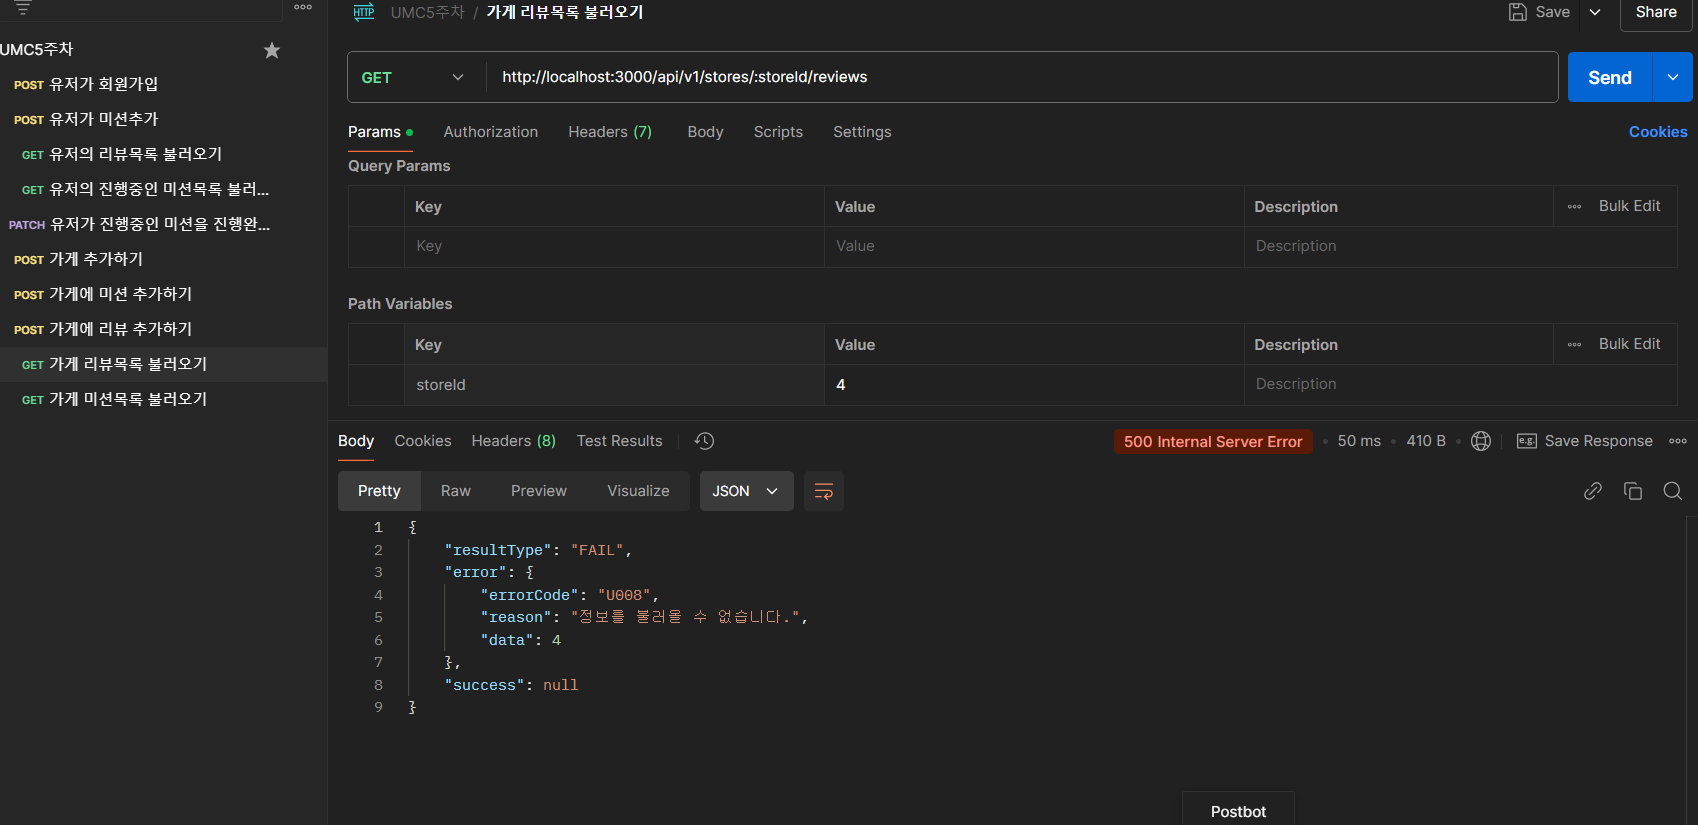 UMC5주차
POST 유저가 회원가입
POST 유저가 미션추가
GET 유저의 리뷰목록 불러오기
GET 유저의 진행중인 미션목록 불러...
PATCH 유저가 진행중인 미션을 진행완...
POST 가게 추가하기
POST 가게에 미션 추가하기
POST 가게에 리뷰 추가하기
GET 가게 리뷰목록 불러오기
GET 가게 미션목록 불러오기
HTTP UMC5주차 / 가게 리뷰목록 불러오기
Save
Share
GET http://localhost:3000/api/v1/stores/:storeId/reviews
Send
Params Authorization Headers (7) Body Scripts Settings
Cookies
Query Params
Key Value Description Bulk Edit
Key Value Description
Path Variables
Key Value Description Bulk Edit
storeId 4 Description
Body Cookies Headers (8) Test Results
500 Internal Server Error 50 ms 410 B e.g. Save Response
Pretty Raw Preview Visualize JSON
1 {
2 "resultType": "FAIL",
3 "error": {
4 "errorCode": "U008",
5 "reason": "정보를 불러올 수 없습니다.",
6 "data": 4
7 },
8 "success": null
9 }
Postbot